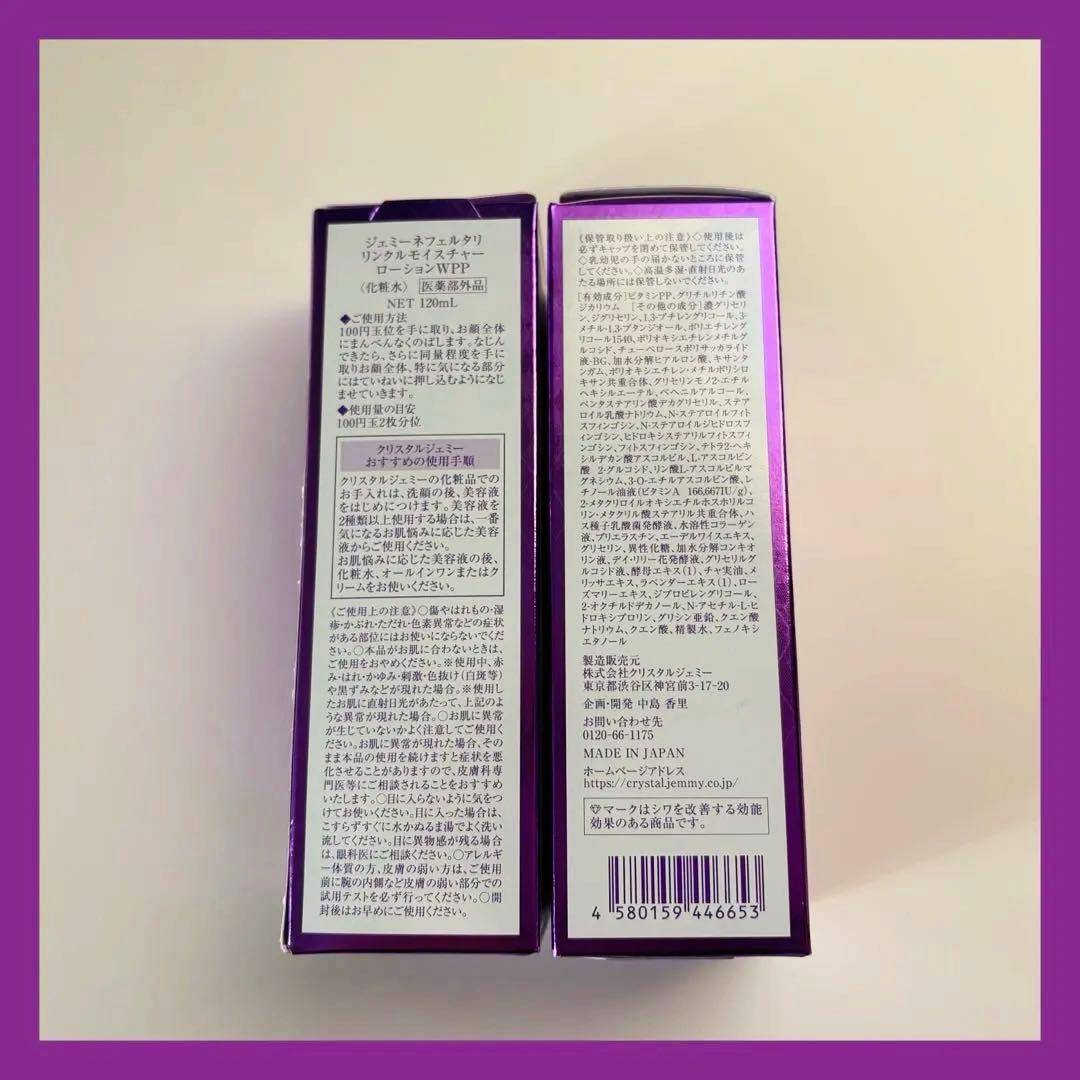 ジェミーネフェルタリ
リンクルモイスチャー
ローションWPP
〈化粧水〉 医薬部外品
NET 120mL
◆ご使用方法
100円玉位を手に取り、お顔全体
にまんべんなくのばします。なじん
できたら、さらに同量程度を手に
取りお顔全体、特に気になる部分
にはていねいに押し込むようになじ
ませていきます。
◆使用量の目安
100円玉2枚分位
クリスタルジェミー
おすすめの使用手順
クリスタルジェミーの化粧品での
お手入れは、洗顔の後、美容液
をはじめにつけます。美容液を
2種類以上使用する場合は、一番
気になるお肌悩みに応じた美容
液からご使用ください。
お肌悩みに応じた美容液の後、
化粧水、オールインワンまたはク
リームをお使いください。
《ご使用上の注意》○傷やはれもの・湿
疹・かぶれ・ただれ・色素異常などの症状
がある部位にはお使いにならないでくだ
さい。○本品がお肌に合わないときは、
ご使用をおやめください。※使用中、赤
み・はれ・かゆみ・刺激・色抜け(白斑等)
や黒ずみなどが現れた場合。※使用し
たお肌に直射日光があたって、上記のよ
うな異常が現れた場合。○お肌に異常
が生じていないかよく注意してご使用く
ださい。お肌に異常が現れた場合、その
まま本品の使用を続けますと症状を悪
化させることがありますので、皮膚科専
門医等にご相談されることをおすすめ
いたします。○目に入らないように気をつ
けてお使いください。目に入った場合は、
こすらずすぐに水かぬるま湯でよく洗い
流してください。目に異物感が残る場合
は、眼科医にご相談ください。○アレルギ
ー体質の方、皮膚の弱い方は、ご使用
前に腕の内側など皮膚の弱い部分での
試用テストを必ず行ってください。○開
封後はお早めにご使用ください。
《保管取り扱い上の注意》◇使用後は
必ずキャップを閉めて保管してください。
◇乳幼児の手の届かないところに保管
してください。◇高温多湿・直射日光のあ
たる場所には保管しないでください。
[有効成分]ビタミンPP、グリチルリチン酸
ジカリウム [その他の成分]濃グリセリ
ン、ジグリセリン、1,3-ブチレングリコール、3-
メチル-1,3-ブタンジオール、ポリエチレング
リコール1540、ポリオキシエチレンメチルグ
ルコシド、チューベロースポリサッカライド
液-BG、加水分解ヒアルロン酸、キサンタ
ンガム、ポリオキシエチレン・メチルポリシロ
キサン共重合体、グリセリンモノ2-エチル
ヘキシルエーテル、ベヘニルアルコール、
ペンタステアリン酸デカグリセリル、ステア
ロイル乳酸ナトリウム、N-ステアロイルフィト
スフィンゴシン、N-ステアロイルジヒドロスフ
ィンゴシン、ヒドロキシステアリルフィトスフィ
ンゴシン、フィトスフィンゴシン、テトラ2-ヘキ
シルデカン酸アスコルビル、L-アスコルビン
酸 2-グルコシド、リン酸L-アスコルビルマ
グネシウム、3-O-エチルアスコルビン酸、レ
チノール油液(ビタミンA 166,667IU/g)、
2-メタクリロイルオキシエチルホスホリルコ
リン・メタクリル酸ステアリル共重合体、ハ
ス種子乳酸菌発酵液、水溶性コラーゲン
液、プリエラスチン、エーデルワイスエキス、
グリセリン、異性化糖、加水分解コンキオ
リン液、デイ・リリー花発酵液、グリセリルグ
ルコシド液、酵母エキス(1)、チャ実油、メ
リッサエキス、ラベンダーエキス(1)、ロー
ズマリーエキス、ジプロピレングリコール、
2-オクチルドデカノール、N-アセチル-L-ヒ
ドロキシプロリン、グリシン亜鉛、クエン酸
ナトリウム、クエン酸、精製水、フェノキシ
エタノール
製造販売元
株式会社クリスタルジェミー
東京都渋谷区神宮前3-17-20
企画・開発 中島 香里
お問い合わせ先
0120-66-1175
MADE IN JAPAN
ホームページアドレス
https://crystal.jemmy.co.jp/
マークはシワを改善する効能
効果のある商品です。
4 580159 446653